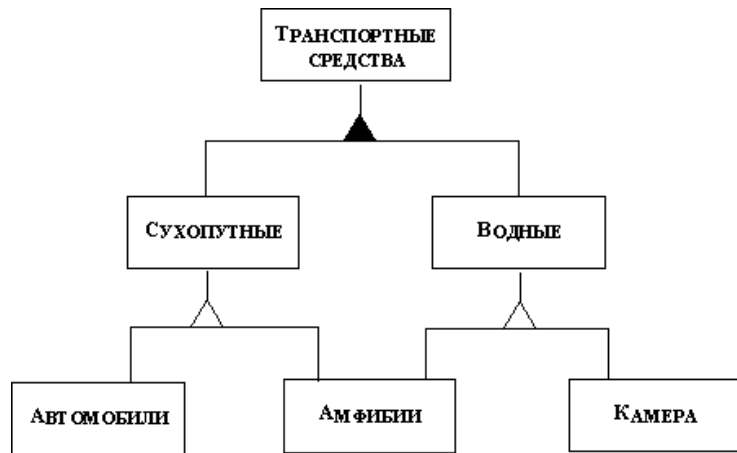 ТРАНСПОРТНЫЕ
СРЕДСТВА
СУХОПУТНЫЕ
ВОДНЫЕ
АВТОМОБИЛИ
АМФИБИИ
КАМЕРА